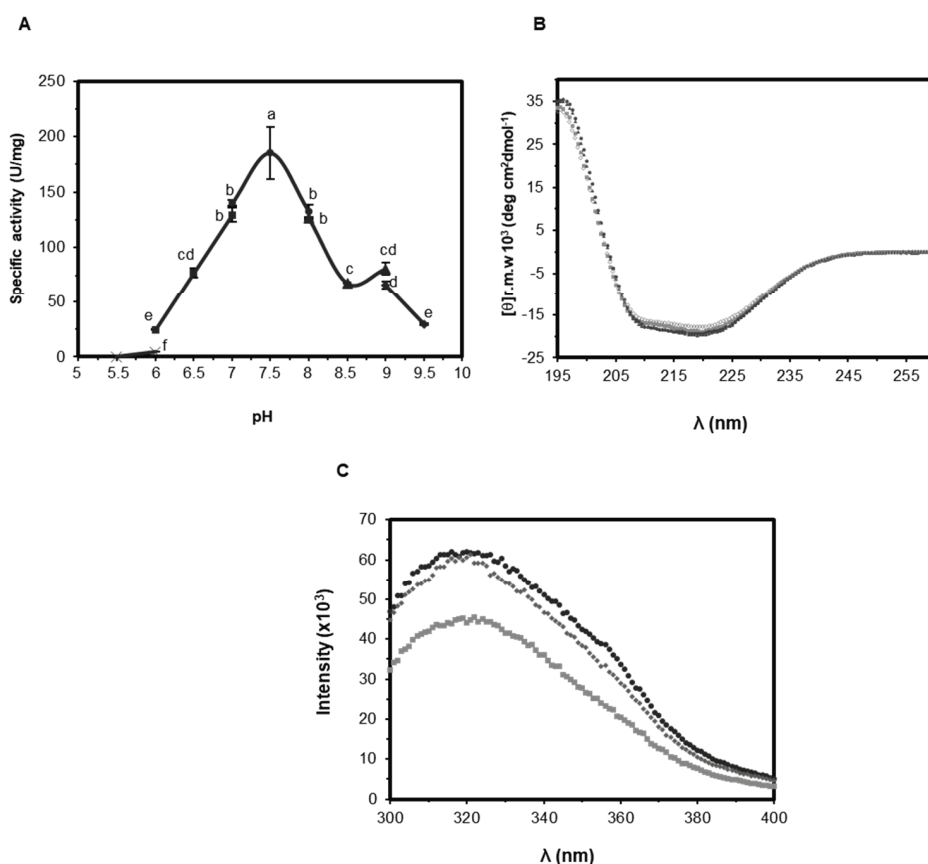 A
Specific activity (U/mg)
250
200
150
100
50
0
5
5.5
6
6.5
7
7.5
8
8.5
9
9.5
10
pH
a
b
b
b
b
cd
c
cd
d
e
e
f
B
[θ]r.m.w 10³ (deg cm²dmol⁻¹)
35
25
15
5
-5
-15
-25
195
205
215
225
235
245
255
λ (nm)
C
Intensity (x10³)
70
60
50
40
30
20
10
0
300
320
340
360
380
400
λ (nm)